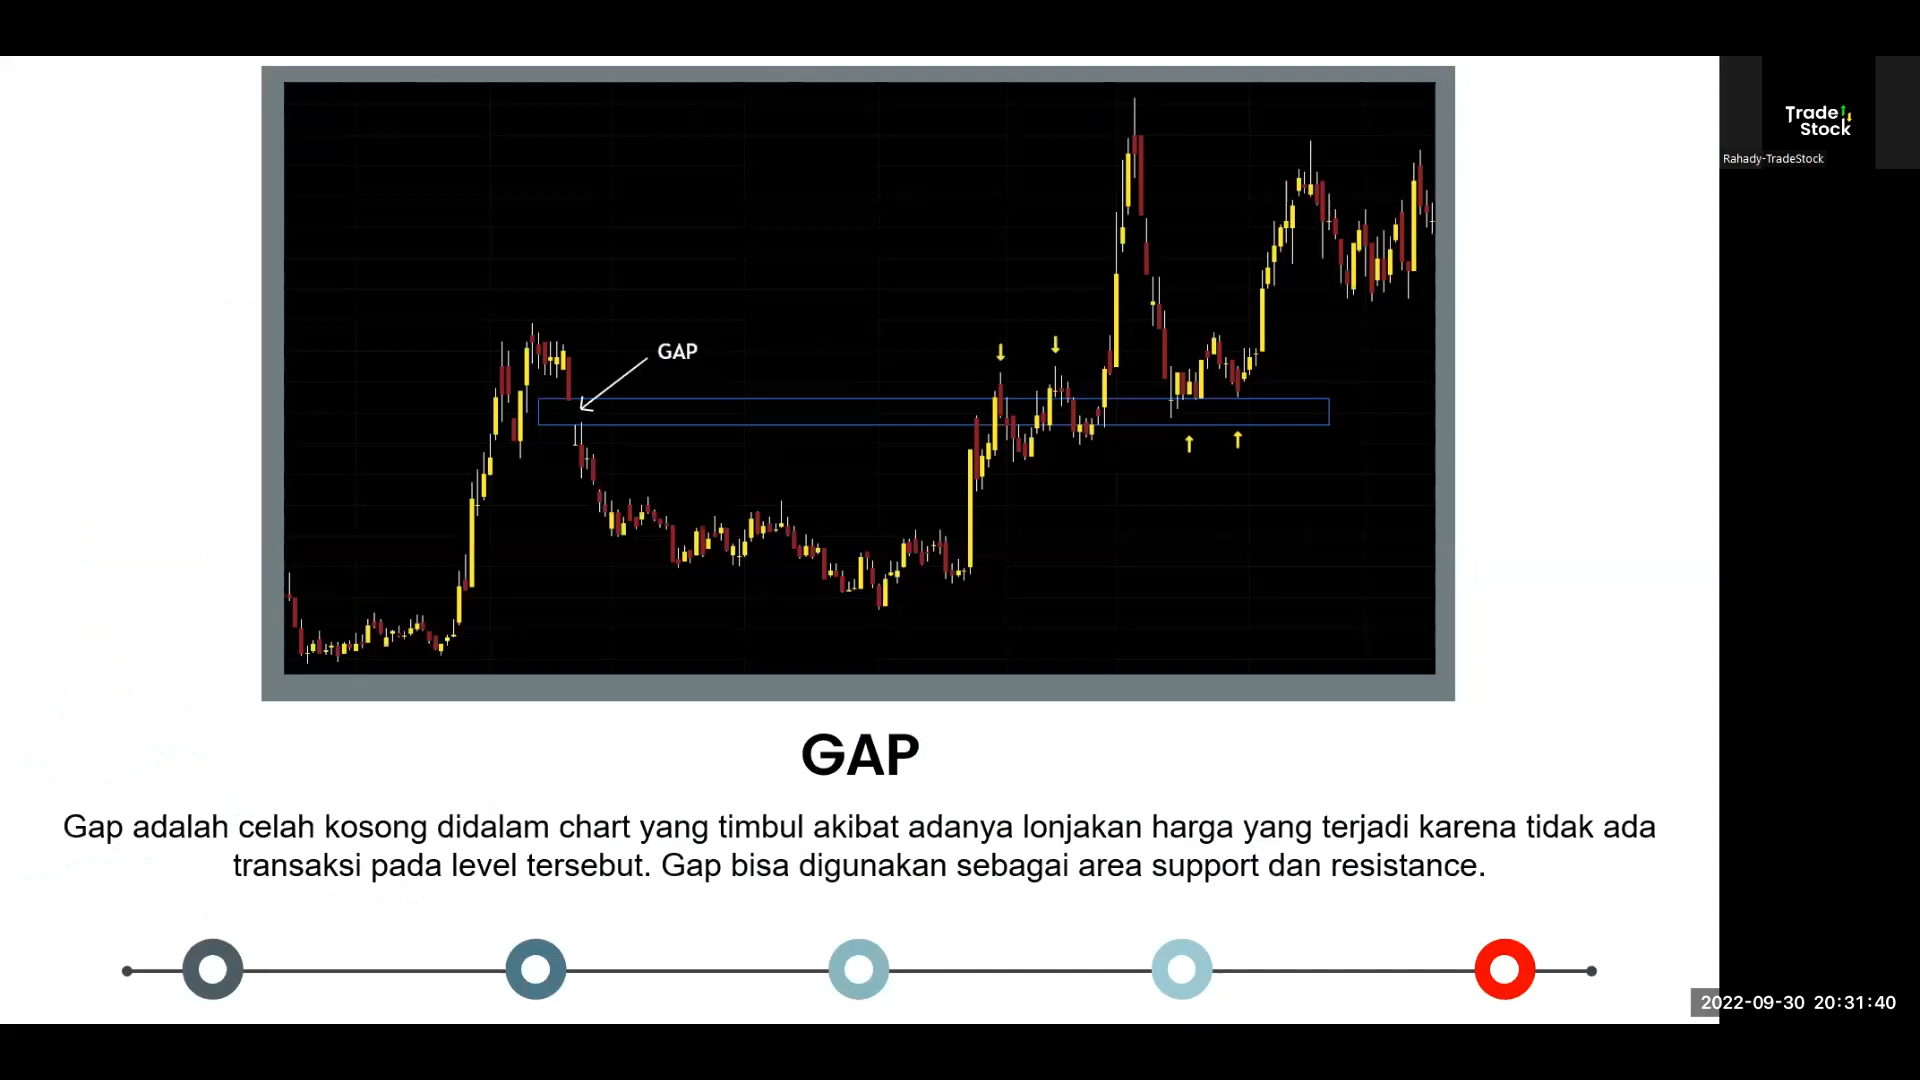 Trade
Stock
Rahady-TradeStock
GAP
GAP
Gap adalah celah kosong didalam chart yang timbul akibat adanya lonjakan harga yang terjadi karena tidak ada
transaksi pada level tersebut. Gap bisa digunakan sebagai area support dan resistance.
2022-09-30 20:31:40